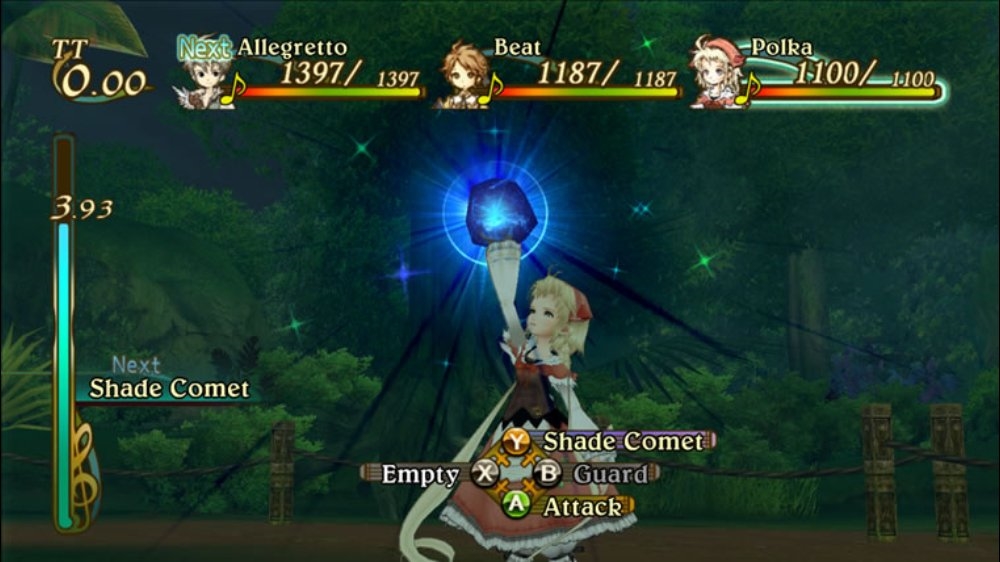 TT
0.00
Next Allegretto
1397/ 1397
Beat
1187/ 1187
Polka
1100/ 1100
3.93
Next
Shade Comet
Y Shade Comet
Empty X B Guard
A Attack